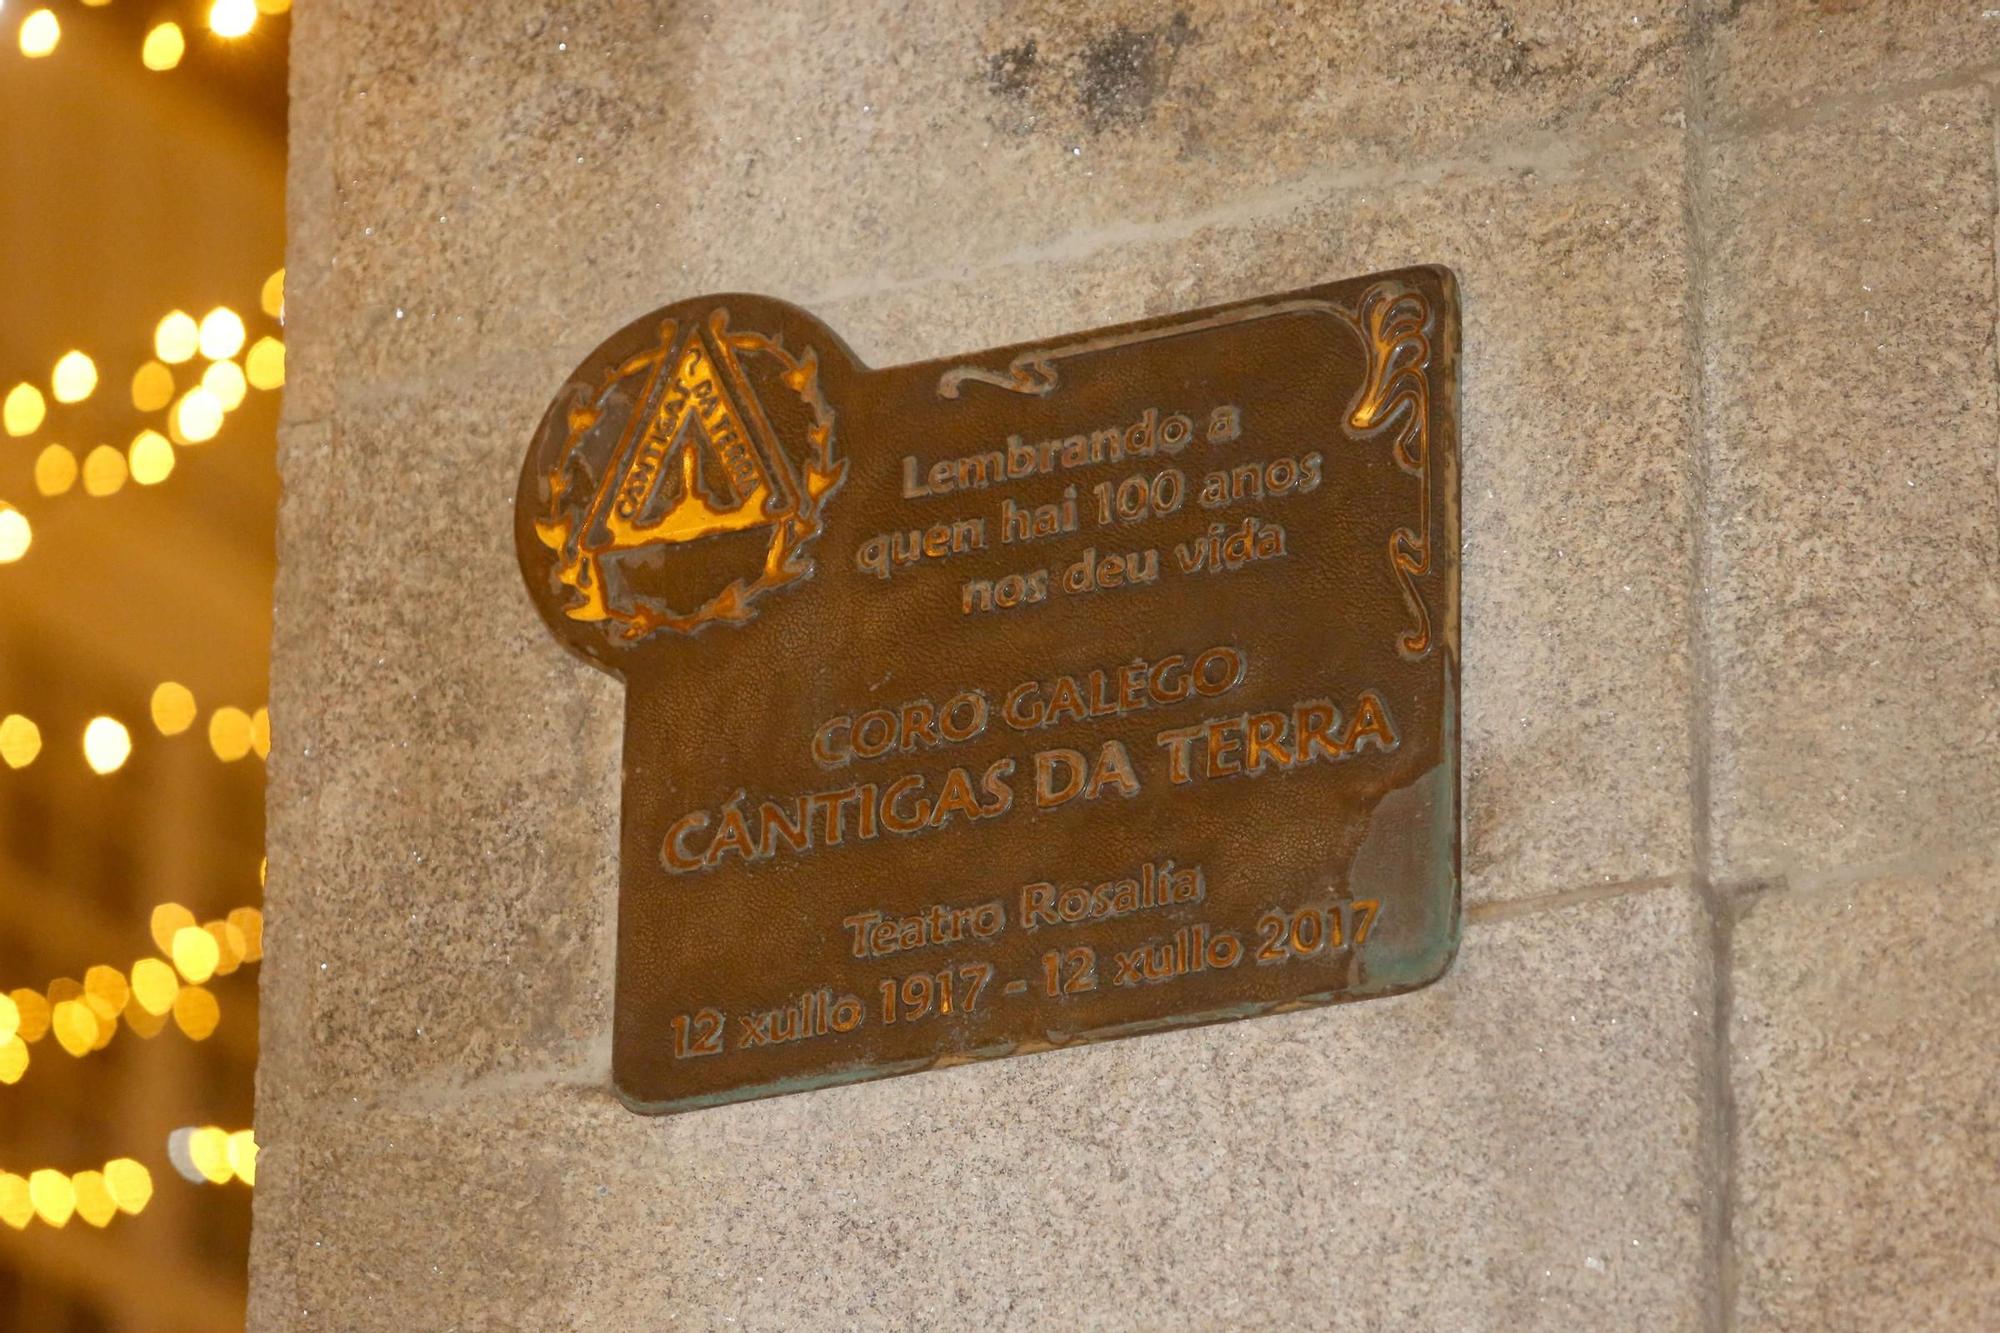 CÁNTIGAS DA TERRA
Lembrando a
quen hai 100 anos
nos deu vida
CORO GALEGO
CÁNTIGAS DA TERRA
Teatro Rosalía
12 xullo 1917 - 12 xullo 2017